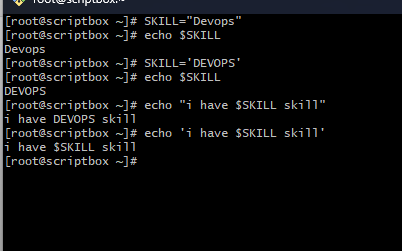 root@scriptbox:~
[root@scriptbox ~]# SKILL="Devops"
[root@scriptbox ~]# echo $SKILL
Devops
[root@scriptbox ~]# SKILL='DEVOPS'
[root@scriptbox ~]# echo $SKILL
DEVOPS
[root@scriptbox ~]# echo "i have $SKILL skill"
i have DEVOPS skill
[root@scriptbox ~]# echo 'i have $SKILL skill'
i have $SKILL skill
[root@scriptbox ~]#